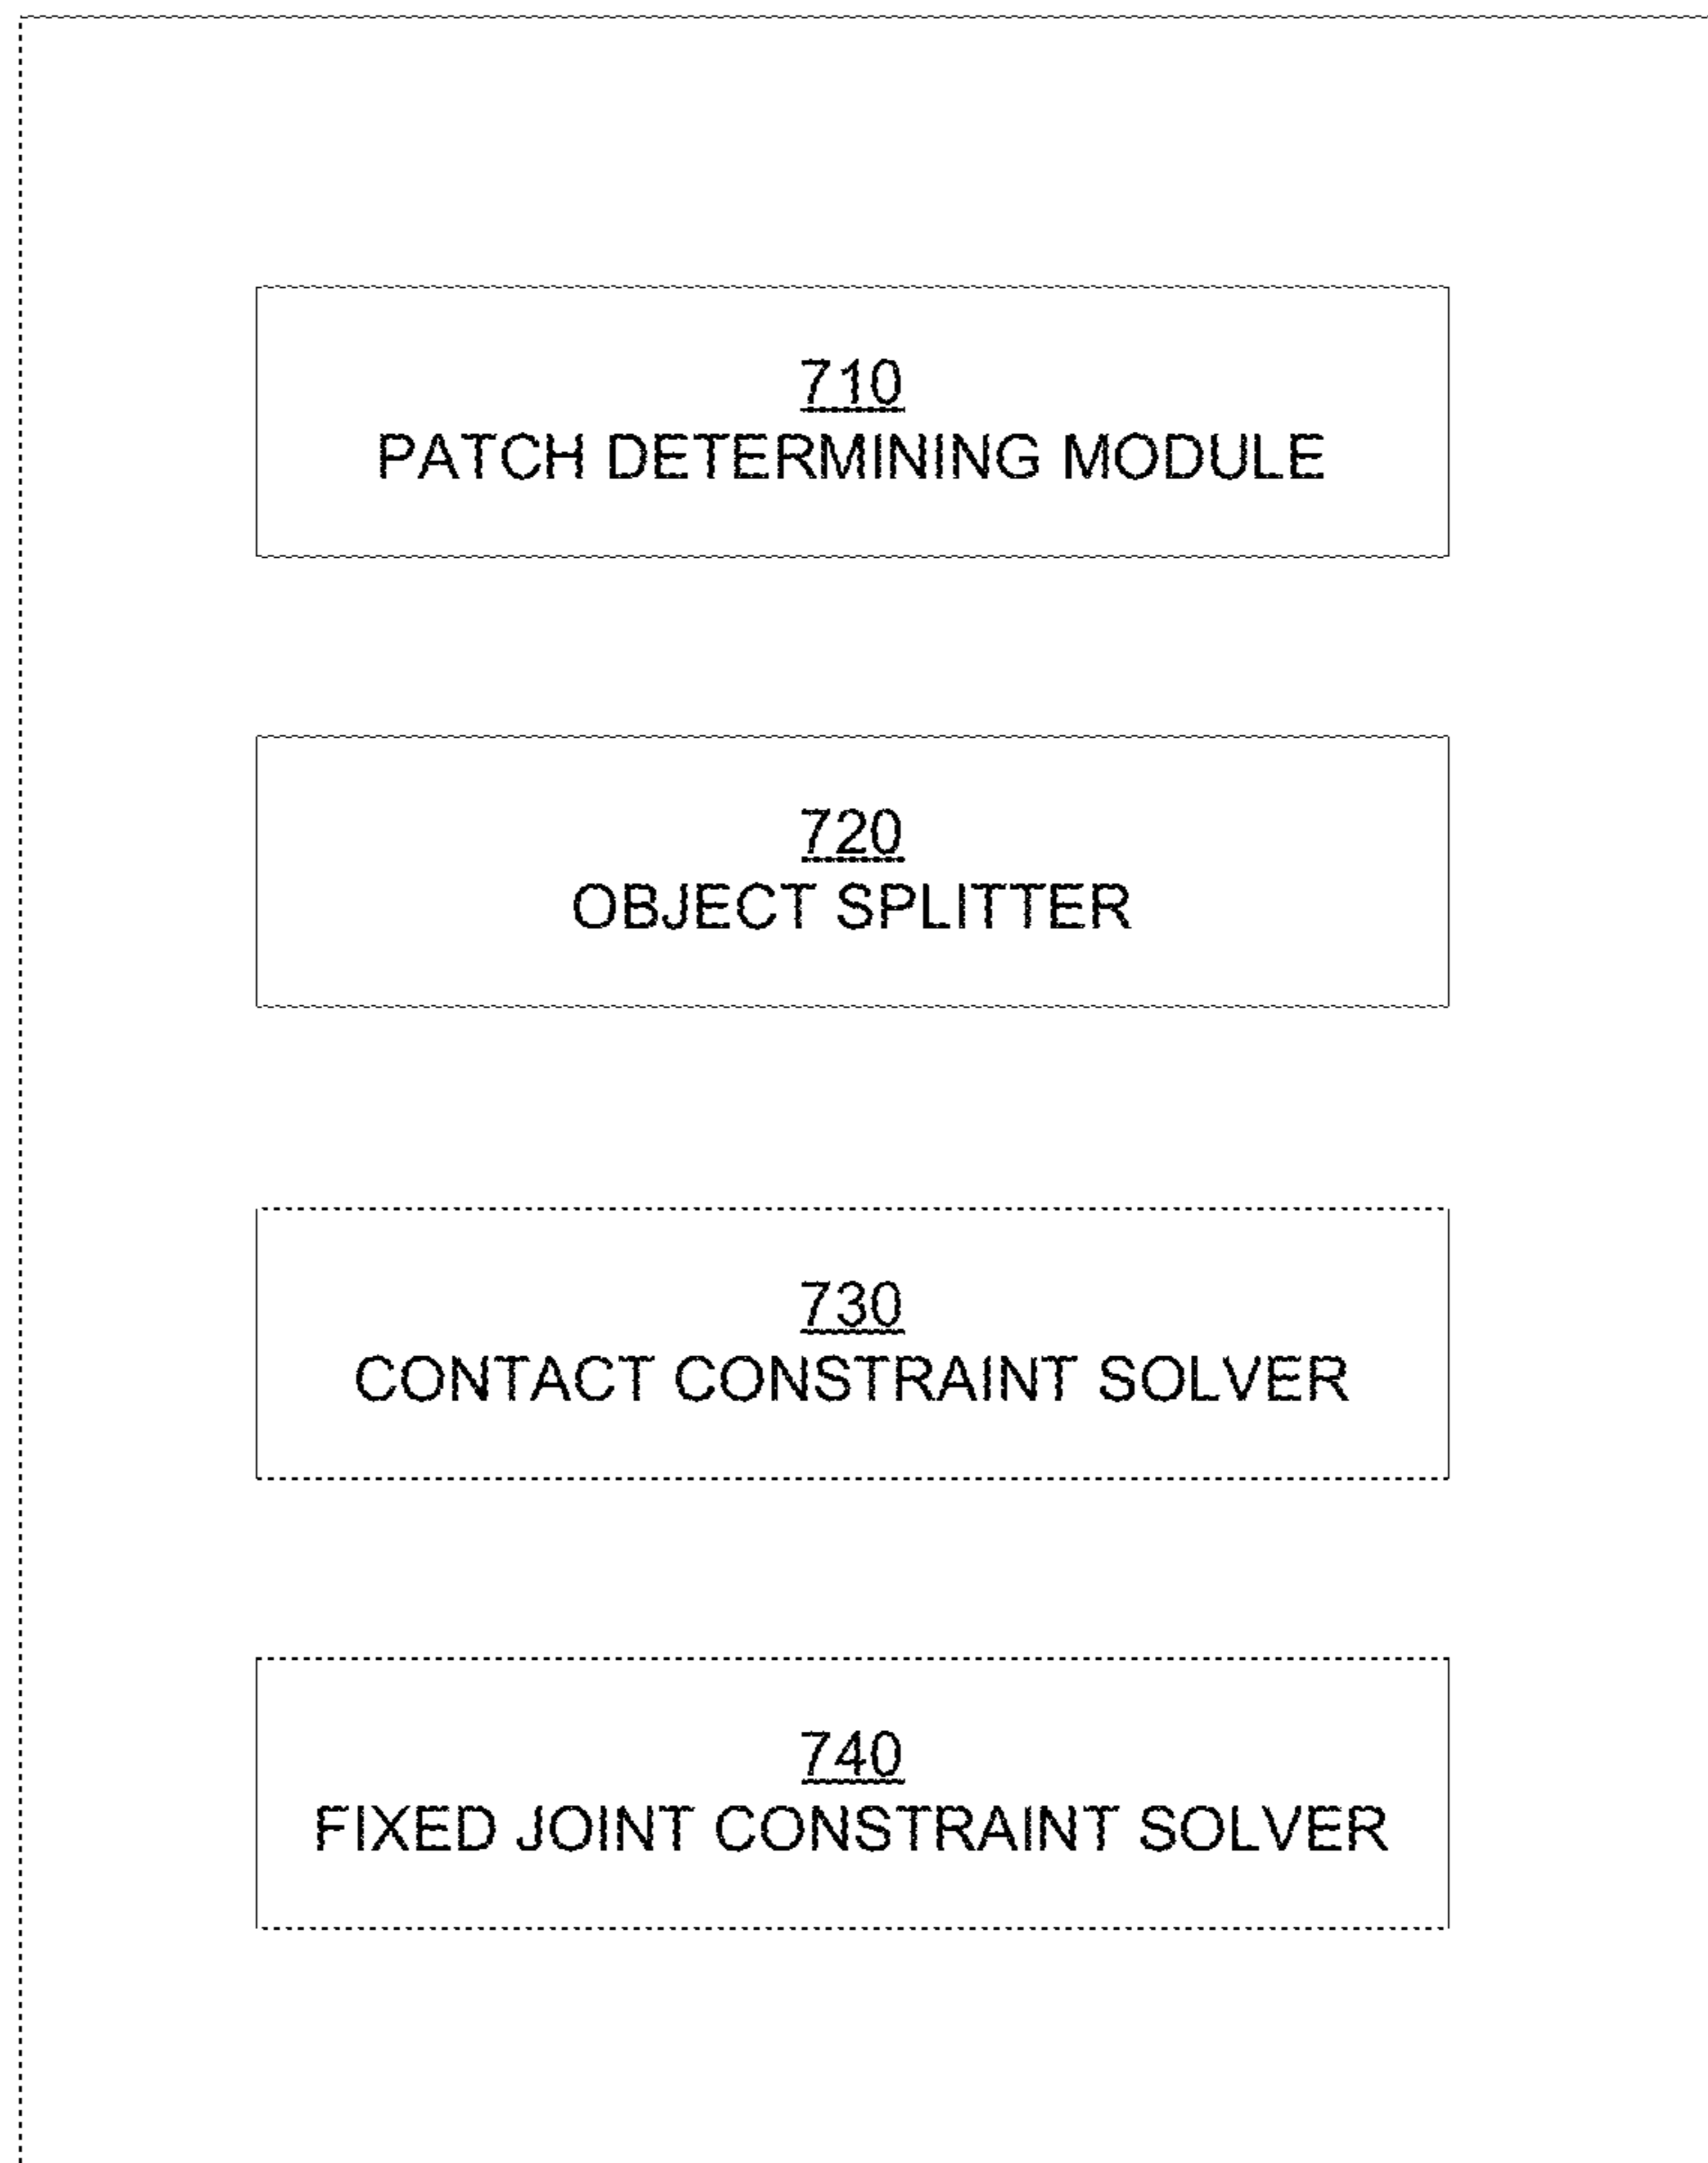 710
PATCH DETERMINING MODULE
720
OBJECT SPLITTER
730
CONTACT CONSTRAINT SOLVER
740
FIXED JOINT CONSTRAINT SOLVER